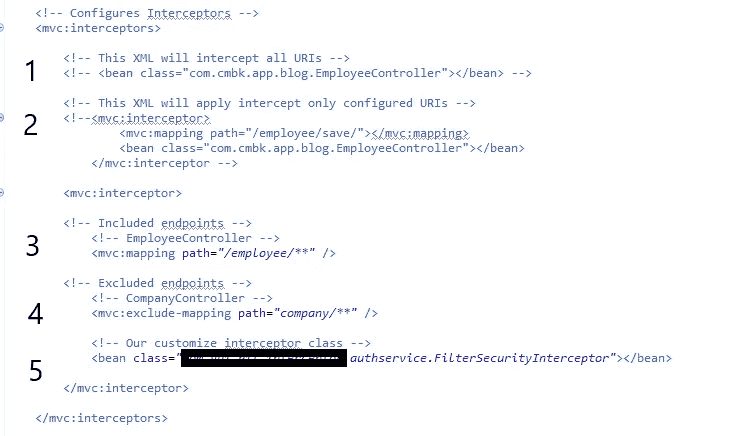 <!-- Configures Interceptors -->
<mvc:interceptors>
<!-- This XML will intercept all URIs -->
1 <!-- <bean class="com.cmbk.app.blog.EmployeeController"></bean> -->
<!-- This XML will apply intercept only configured URIs -->
2 <!--<mvc:interceptor>
<mvc:mapping path="/employee/save/"></mvc:mapping>
<bean class="com.cmbk.app.blog.EmployeeController"></bean>
</mvc:interceptor -->
<mvc:interceptor>
<!-- Included endpoints -->
<!-- EmployeeController -->
3 <mvc:mapping path="/employee/**" />
<!-- Excluded endpoints -->
<!-- CompanyController -->
4 <mvc:exclude-mapping path="company/**" />
<!-- Our customize interceptor class -->
5 <bean class=" authservice.FilterSecurityInterceptor"></bean>
</mvc:interceptor>
</mvc:interceptors>